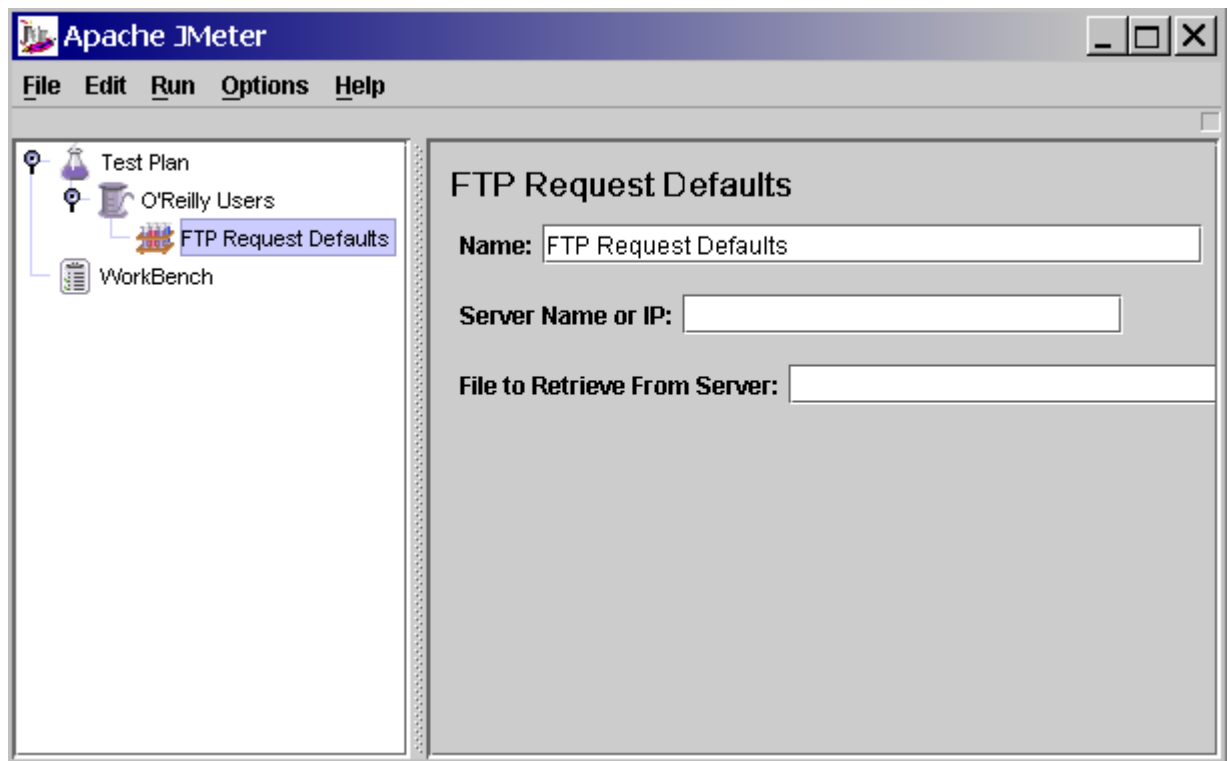 Apache JMeter
File Edit Run Options Help
Test Plan
O'Reilly Users
FTP Request Defaults
WorkBench
FTP Request Defaults
Name: FTP Request Defaults
Server Name or IP:
File to Retrieve From Server: